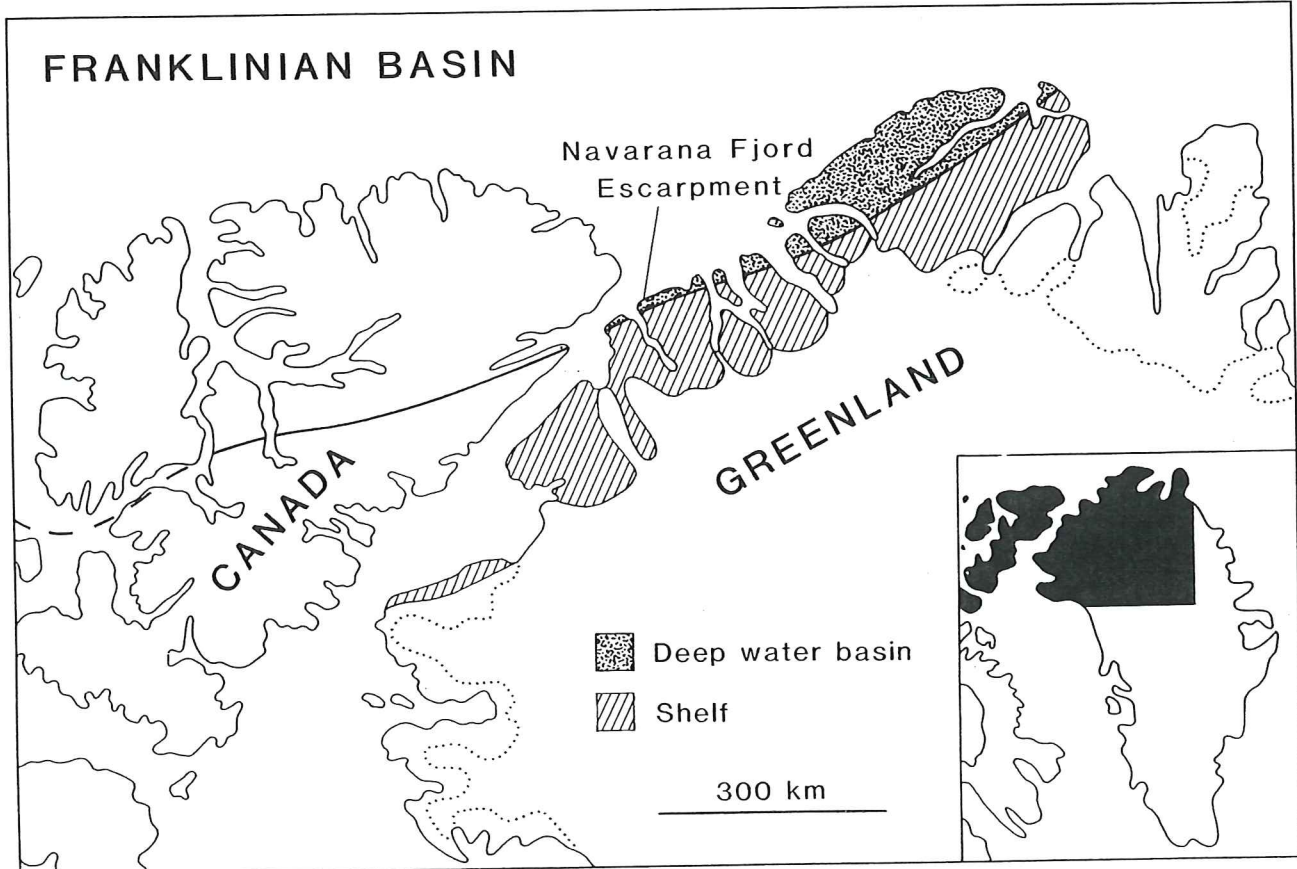 FRANKLINIAN BASIN
Navarana Fjord
Escarpment
CANADA
GREENLAND
Deep water basin
Shelf
300 km